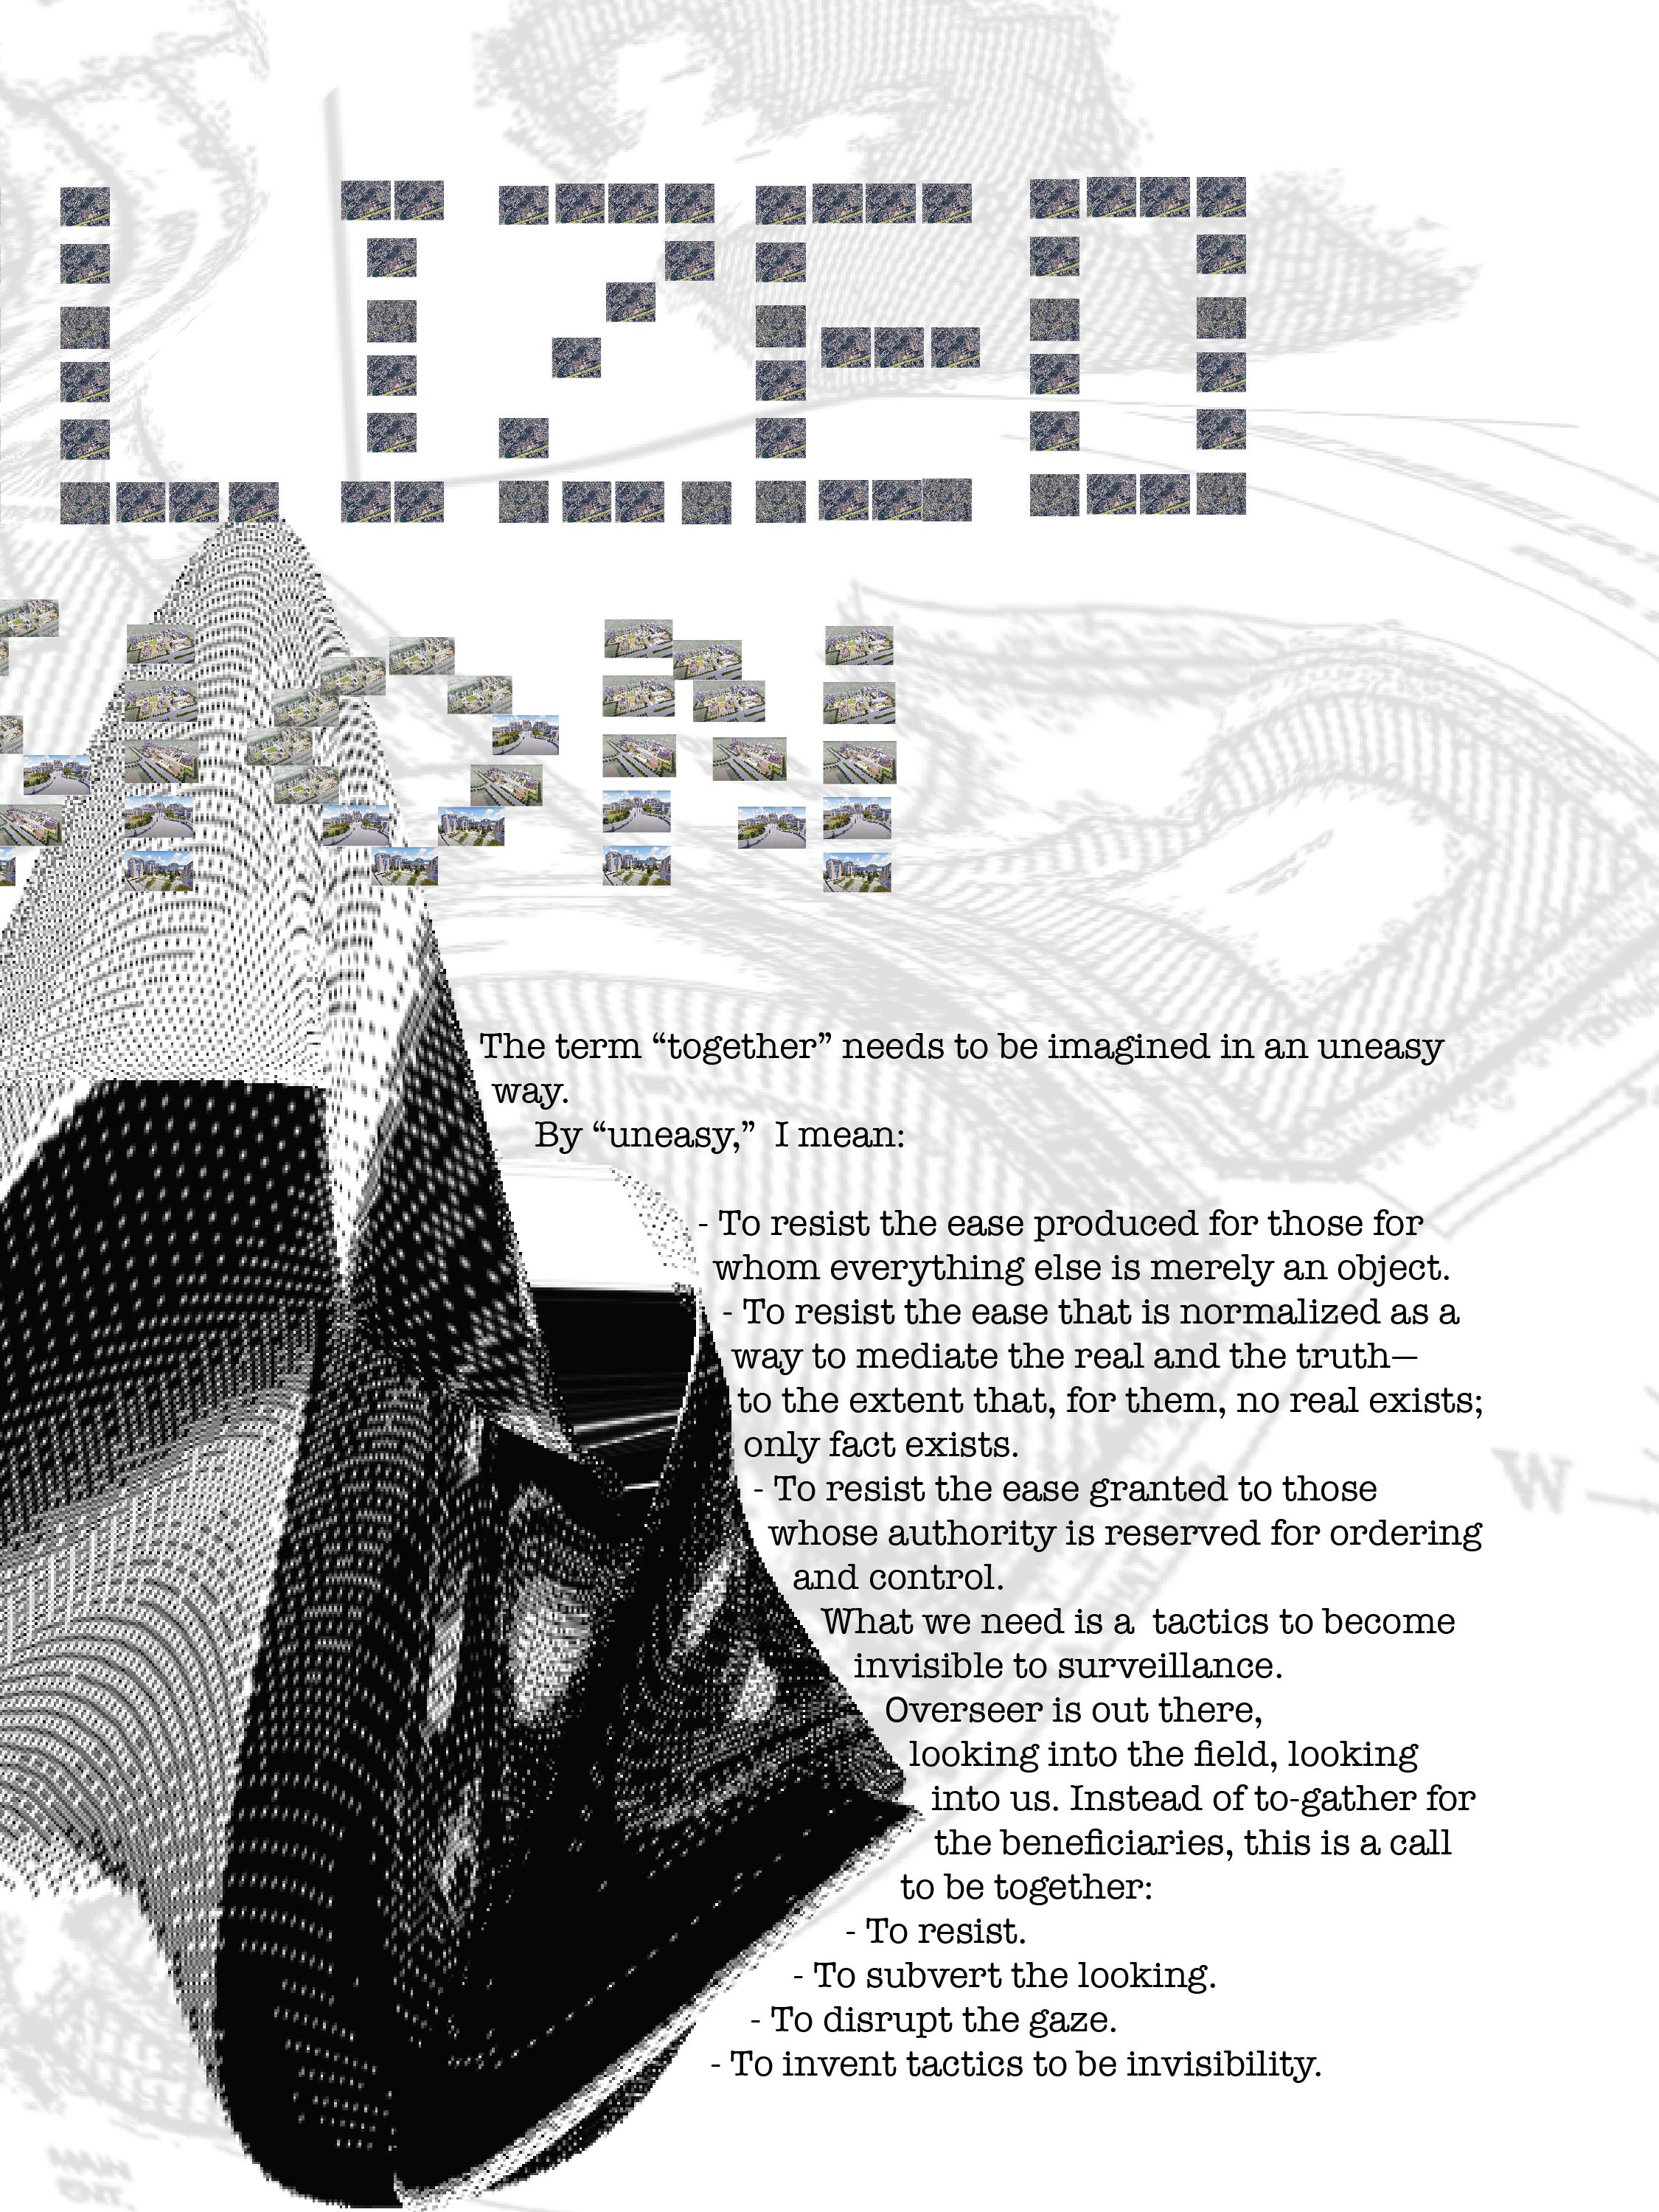 LIZED
ION
The term “together” needs to be imagined in an uneasy
way.
By “uneasy,” I mean:
- To resist the ease produced for those for
whom everything else is merely an object.
- To resist the ease that is normalized as a
way to mediate the real and the truth—
to the extent that, for them, no real exists;
only fact exists.
W
- To resist the ease granted to those
whose authority is reserved for ordering
and control.
What we need is a tactics to become
invisible to surveillance.
Overseer is out there,
looking into the field, looking
into us. Instead of to-gather for
the beneficiaries, this is a call
to be together:
- To resist.
- To subvert the looking.
- To disrupt the gaze.
- To invent tactics to be invisibility.